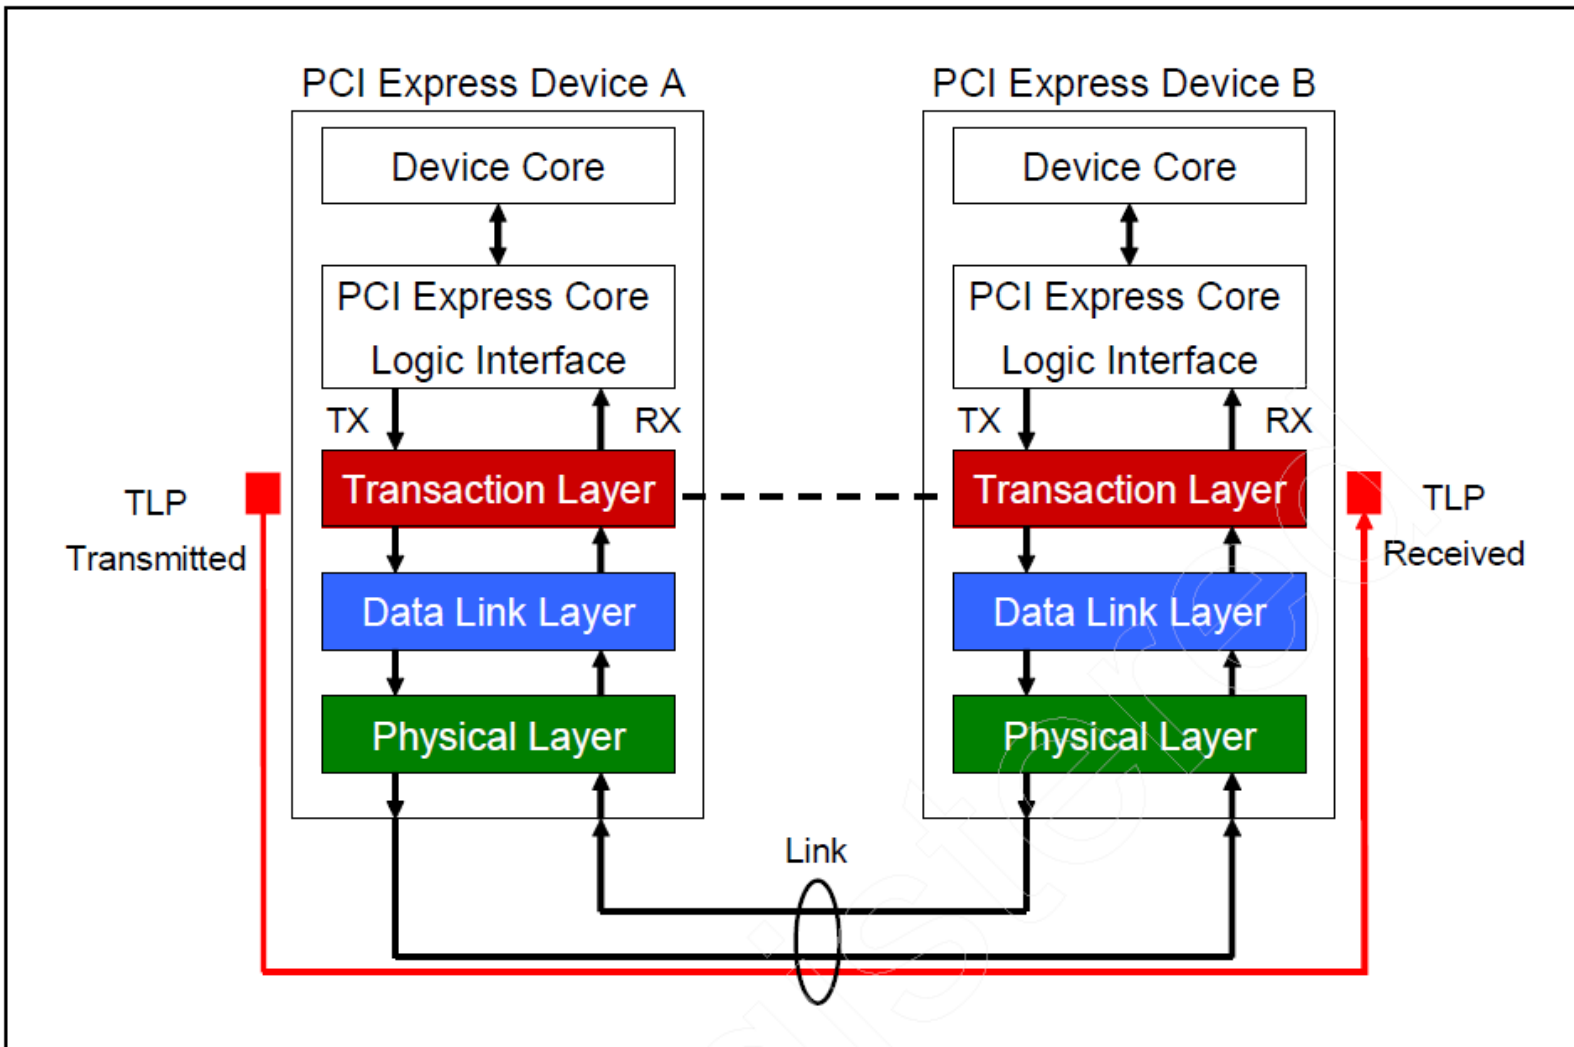 PCI Express Device A
PCI Express Device B
Device Core
Device Core
PCI Express Core
Logic Interface
PCI Express Core
Logic Interface
TX
RX
TX
RX
Transaction Layer
Transaction Layer
TLP
Transmitted
TLP
Received
Data Link Layer
Data Link Layer
Physical Layer
Physical Layer
Link